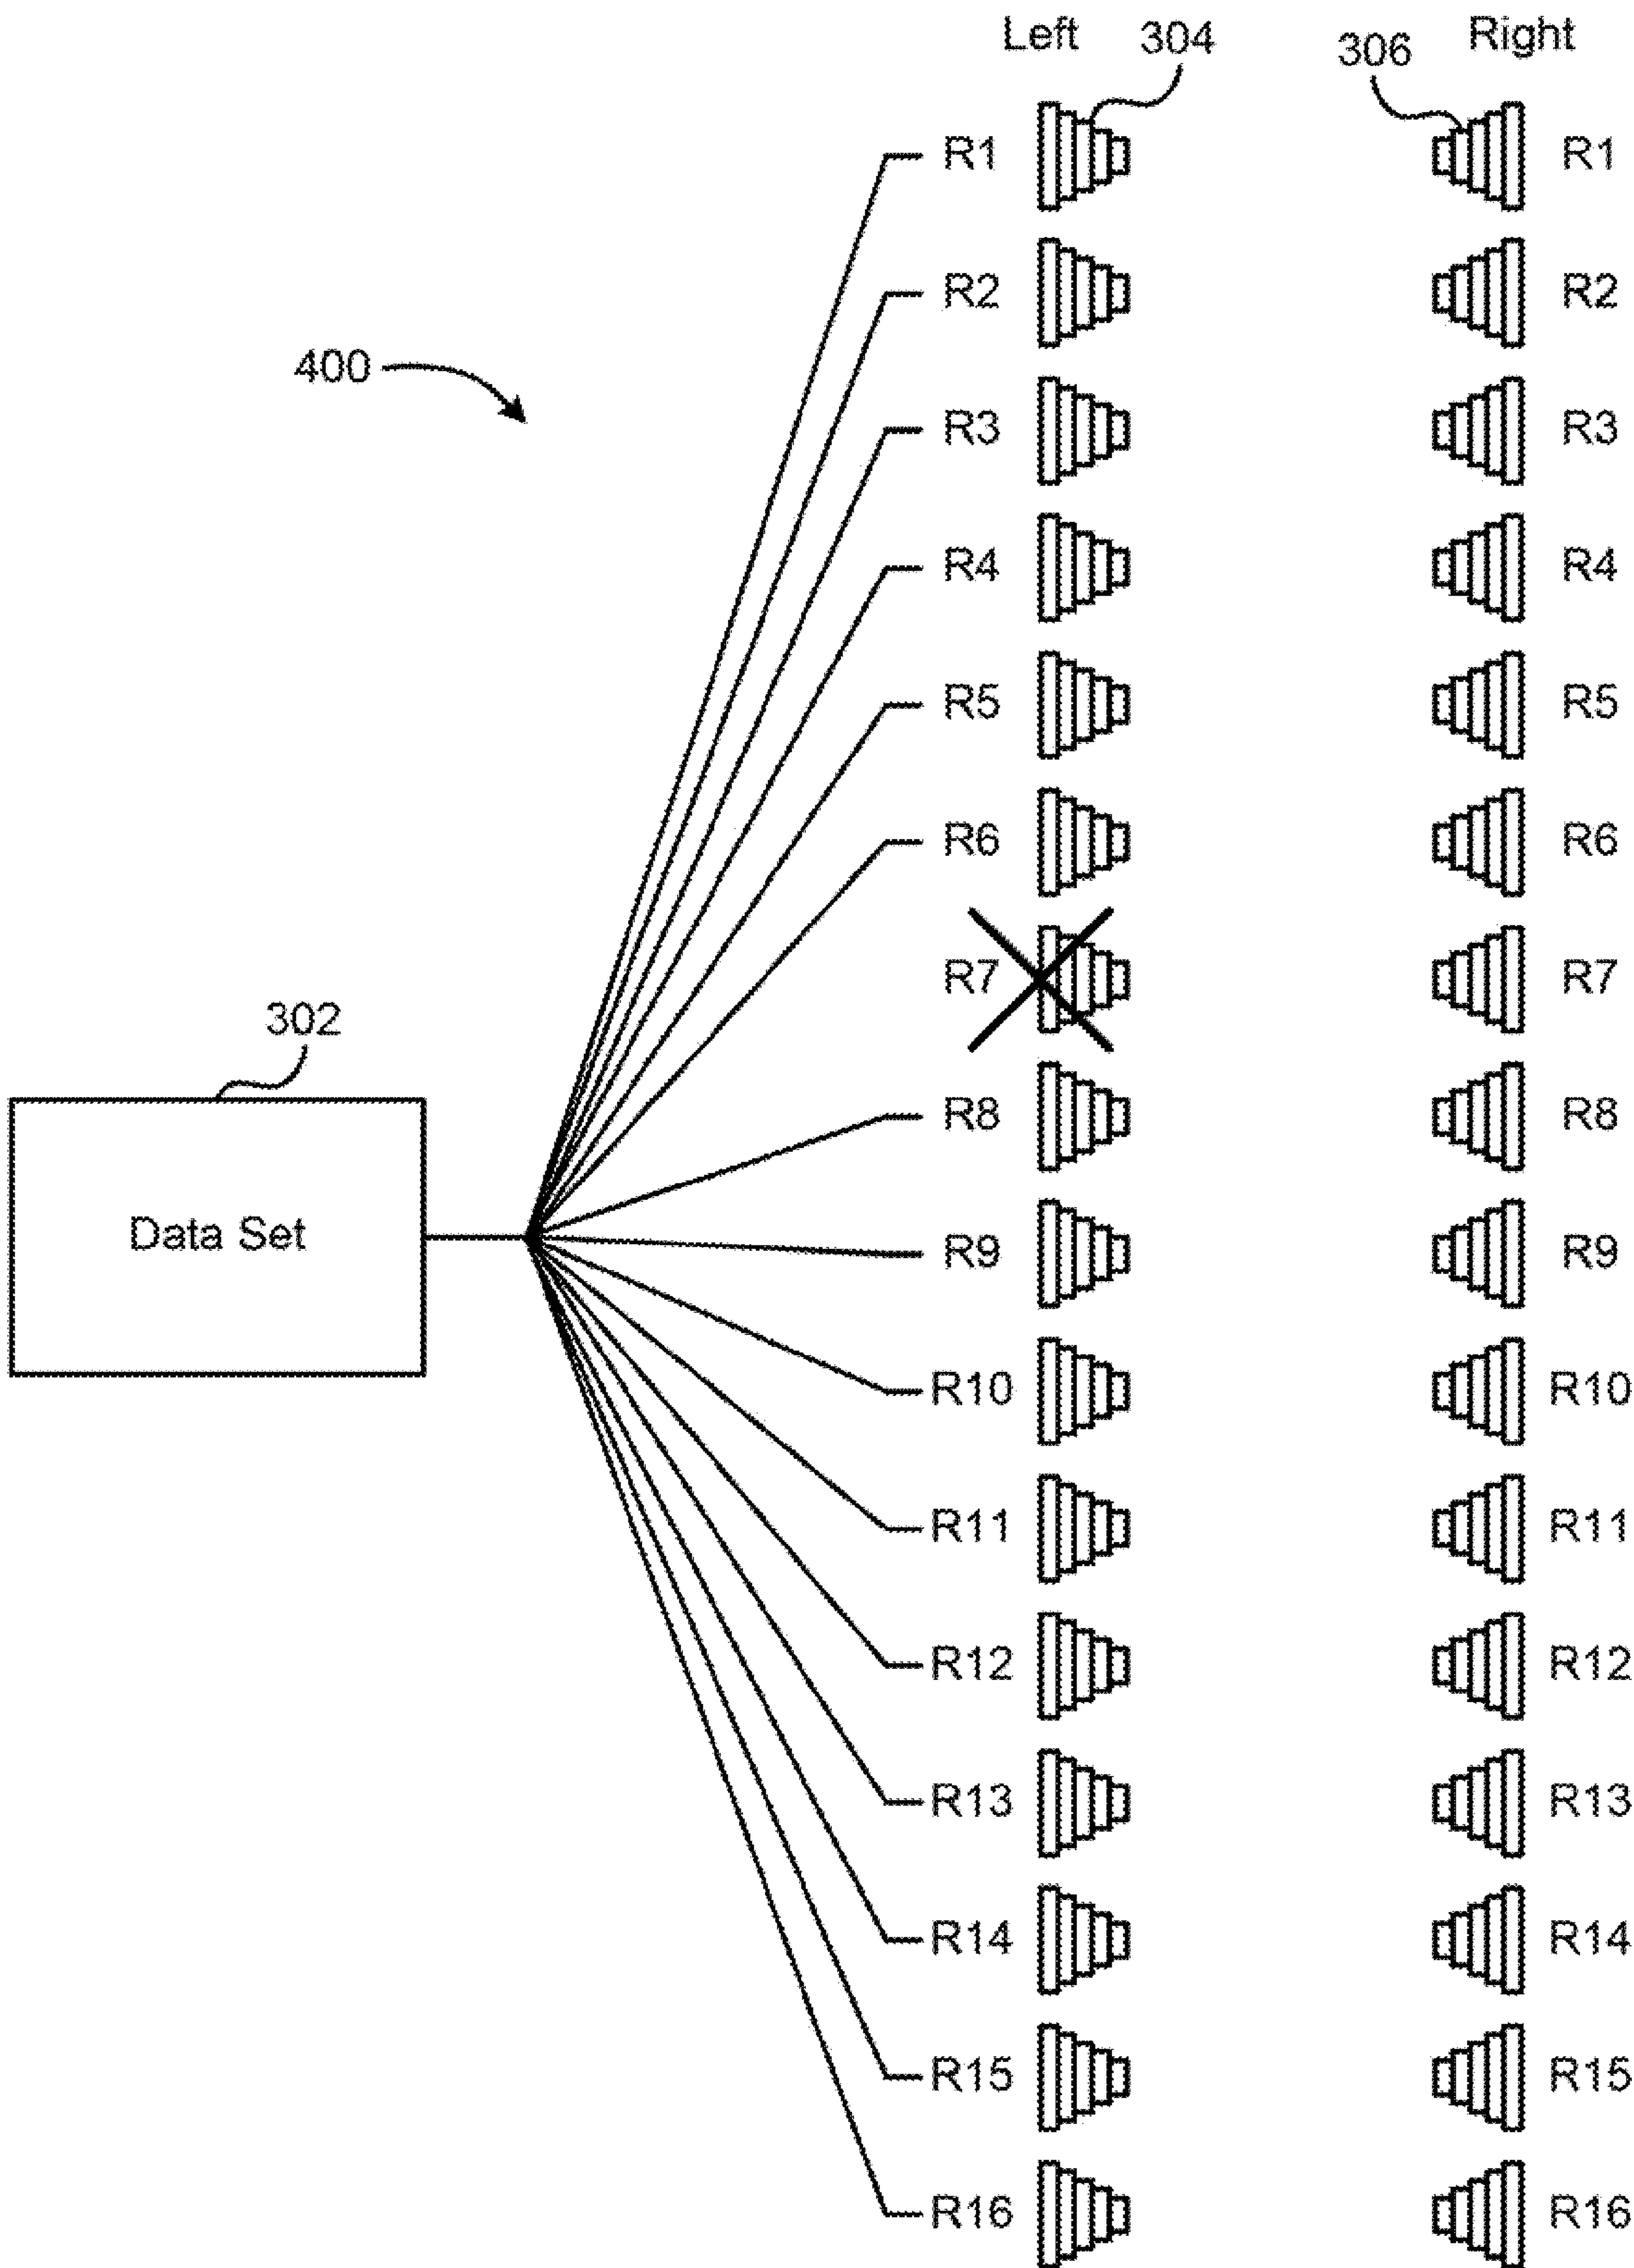 Left 304 306 Right
R1 R1
R2 R2
400
R3 R3
R4 R4
R5 R5
R6 R6
R7 R7
302
R8 R8
Data Set
R9 R9
R10 R10
R11 R11
R12 R12
R13 R13
R14 R14
R15 R15
R16 R16